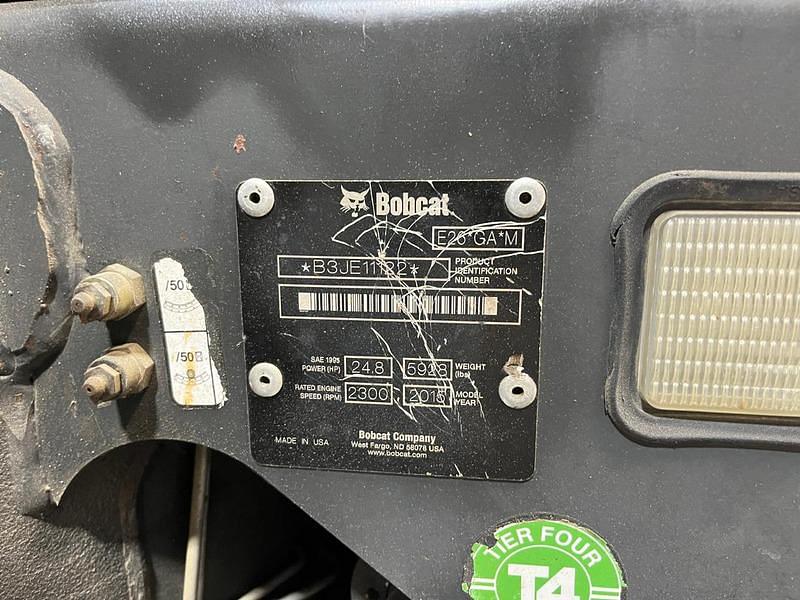 Bobcat
E26*GA*M
*B3JE11122*
PRODUCT
IDENTIFICATION
NUMBER
SAE 1995
POWER (HP)
24.8
5928
WEIGHT
(lbs)
RATED ENGINE
SPEED (RPM)
2300
MODEL
YEAR
MADE IN USA
Bobcat Company
West Fargo, ND 58078 USA
www.bobcat.com
/50
/50B
TIER FOUR
T4